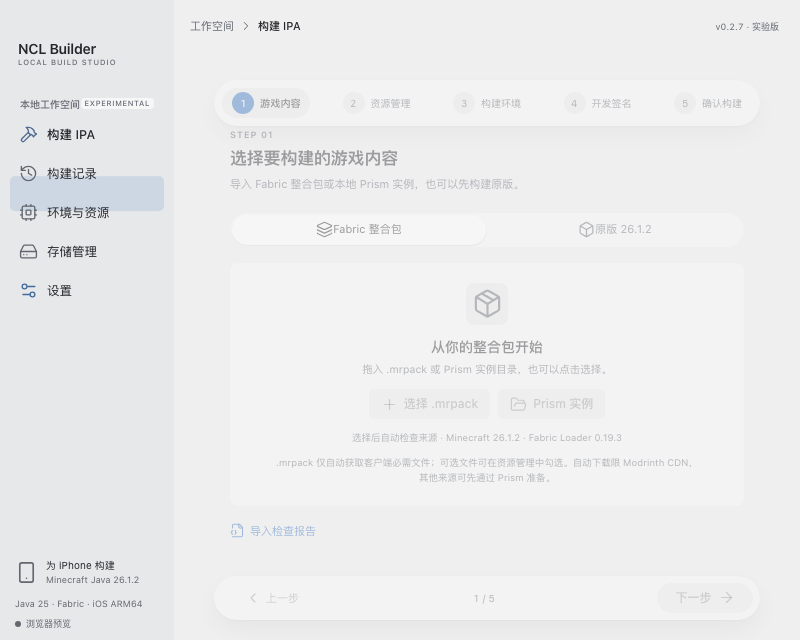 工作空间 > 构建 IPA
v0.2.7 · 实验版
NCL Builder
LOCAL BUILD STUDIO
本地工作空间 EXPERIMENTAL
构建 IPA
构建记录
环境与资源
存储管理
设置
为 iPhone 构建
Minecraft Java 26.1.2
Java 25 · Fabric · iOS ARM64
浏览器预览
1 游戏内容
2 资源管理
3 构建环境
4 开发签名
5 确认构建
STEP 01
选择要构建的游戏内容
导入 Fabric 整合包或本地 Prism 实例，也可以先构建原版。
Fabric 整合包
原版 26.1.2
从你的整合包开始
拖入 .mrpack 或 Prism 实例目录，也可以点击选择。
选择 .mrpack
Prism 实例
选择后自动检查来源 · Minecraft 26.1.2 · Fabric Loader 0.19.3
.mrpack 仅自动获取客户端必需文件；可选文件可在资源管理中勾选。自动下载限 Modrinth CDN，
其他来源可先通过 Prism 准备。
导入检查报告
上一步
1 / 5
下一步